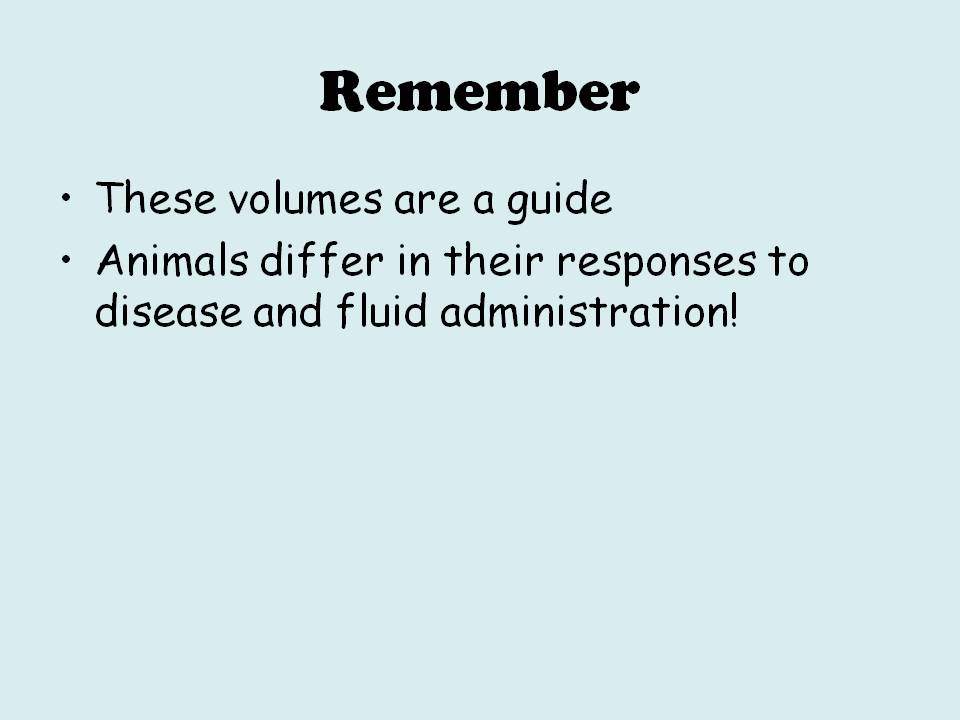 Remember
• These volumes are a guide
• Animals differ in their responses to
disease and fluid administration!